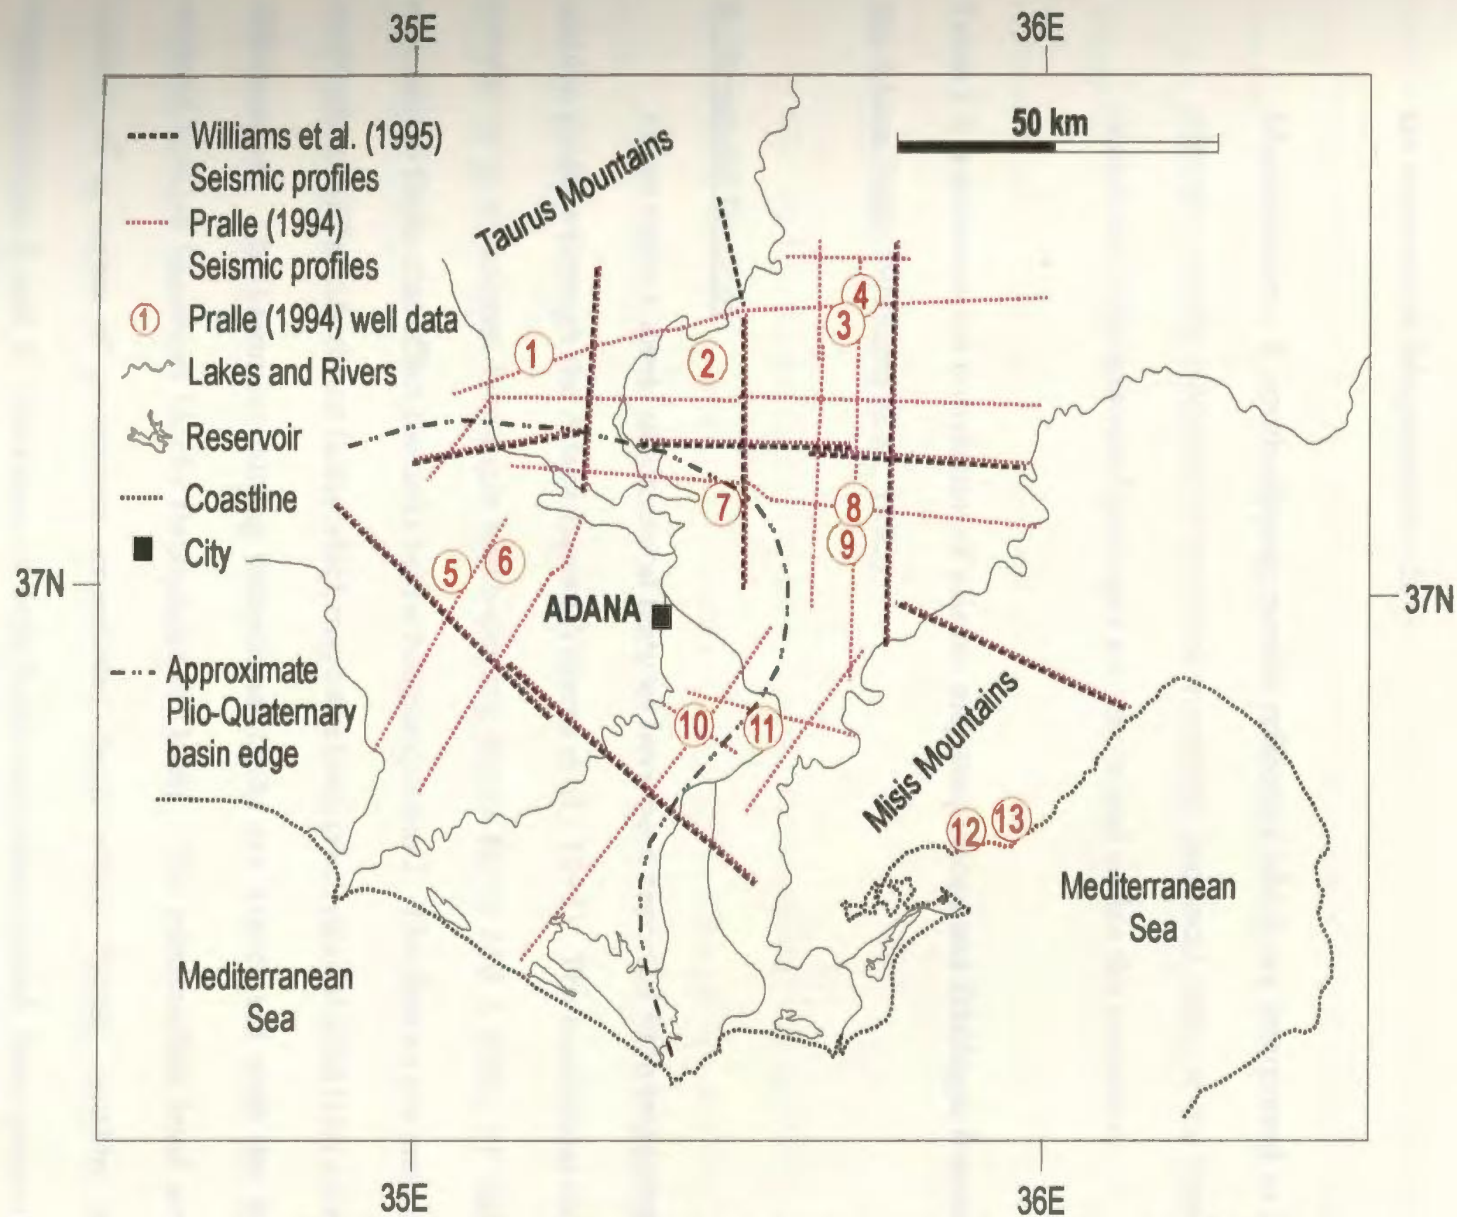 35E
36E
50 km
Williams et al. (1995)
Seismic profiles
Pralle (1994)
Seismic profiles
1
Pralle (1994) well data
Lakes and Rivers
Reservoir
Coastline
City
Approximate
Plio-Quaternary
basin edge
Taurus Mountains
4
3
1
2
7
8
9
5
6
37N
37N
ADANA
10
11
Misis Mountains
12
13
Mediterranean
Sea
Mediterranean
Sea
35E
36E